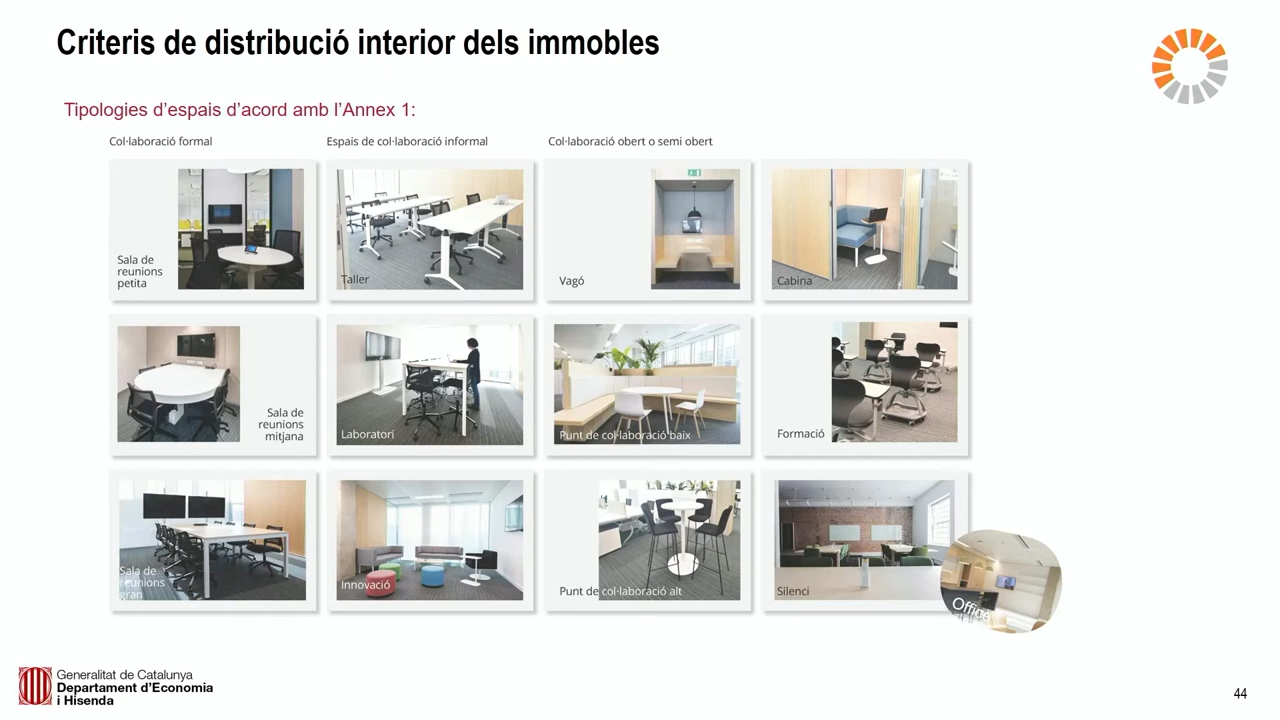 Criteris de distribució interior dels immobles
Tipologies d'espais d'acord amb l'Annex 1:
Col·laboració formal
Espais de col·laboració informal
Col·laboració obert o semi obert
Sala de
reunions
petita
Taller
Vagó
Cabina
Sala de
reunions
mitjana
Laboratori
Punt de col·laboració baix
Formació
Sala de
reunions
gran
Innovació
Punt de col·laboració alt
Silenci
Office
Generalitat de Catalunya
Departament d'Economia
i Hisenda
44